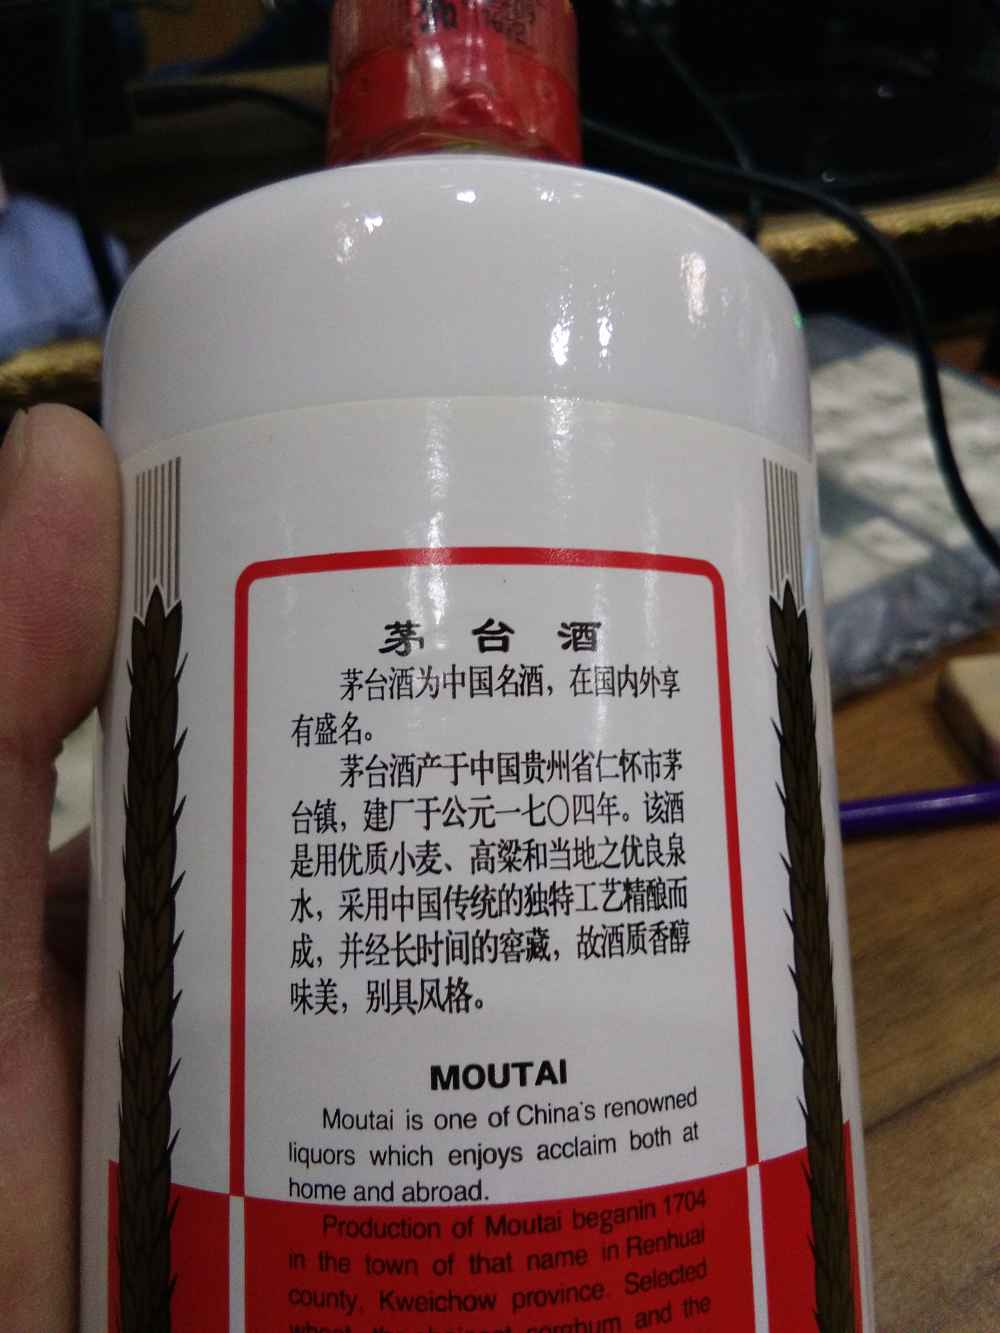 茅台酒
茅台酒为中国名酒，在国内外享
有盛名。
茅台酒产于中国贵州省仁怀市茅
台镇，建厂于公元一七〇四年。该酒
是用优质小麦、高粱和当地之优良泉
水，采用中国传统的独特工艺精酿而
成，并经长时间的窖藏，故酒质香醇
味美，别具风格。
MOUTAI
Moutai is one of China's renowned
liquors which enjoys acclaim both at
home and abroad.
Production of Moutai beganin 1704
in the town of that name in Renhuai
county, Kweichow province. Selected
sorghum and the